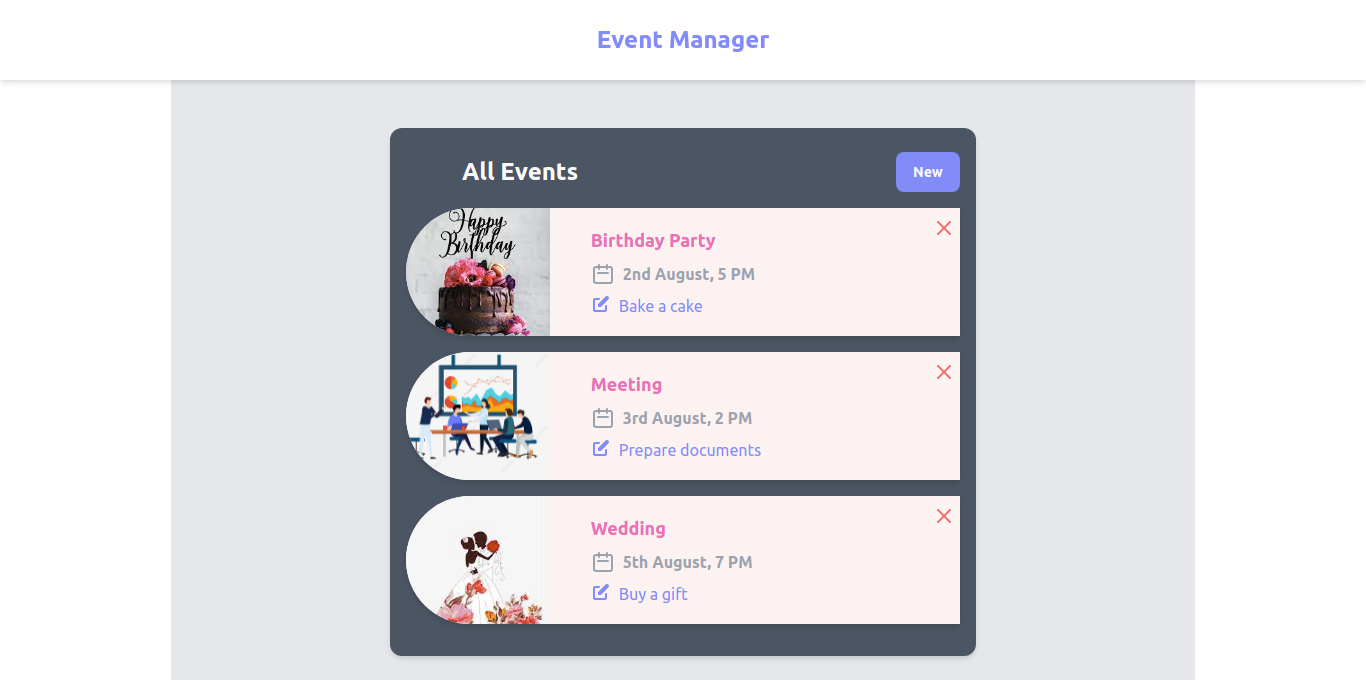 Event Manager
All Events
New
Happy
Birthday
Birthday Party
2nd August, 5 PM
Bake a cake
Meeting
3rd August, 2 PM
Prepare documents
Wedding
5th August, 7 PM
Buy a gift